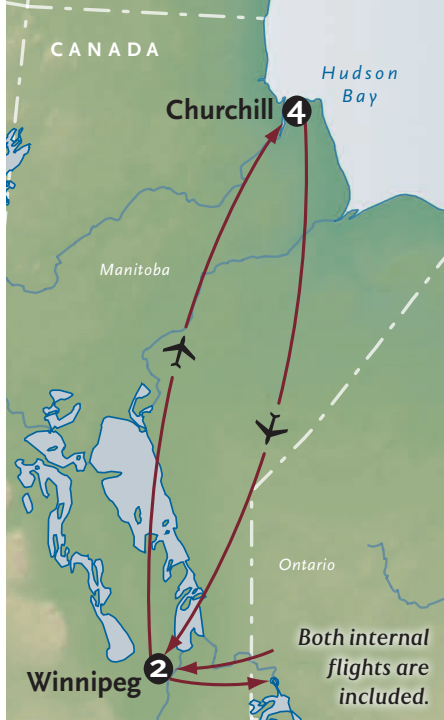 CANADA
Hudson
Bay
Churchill 4
Manitoba
Ontario
Both internal
flights are
included.
Winnipeg 2